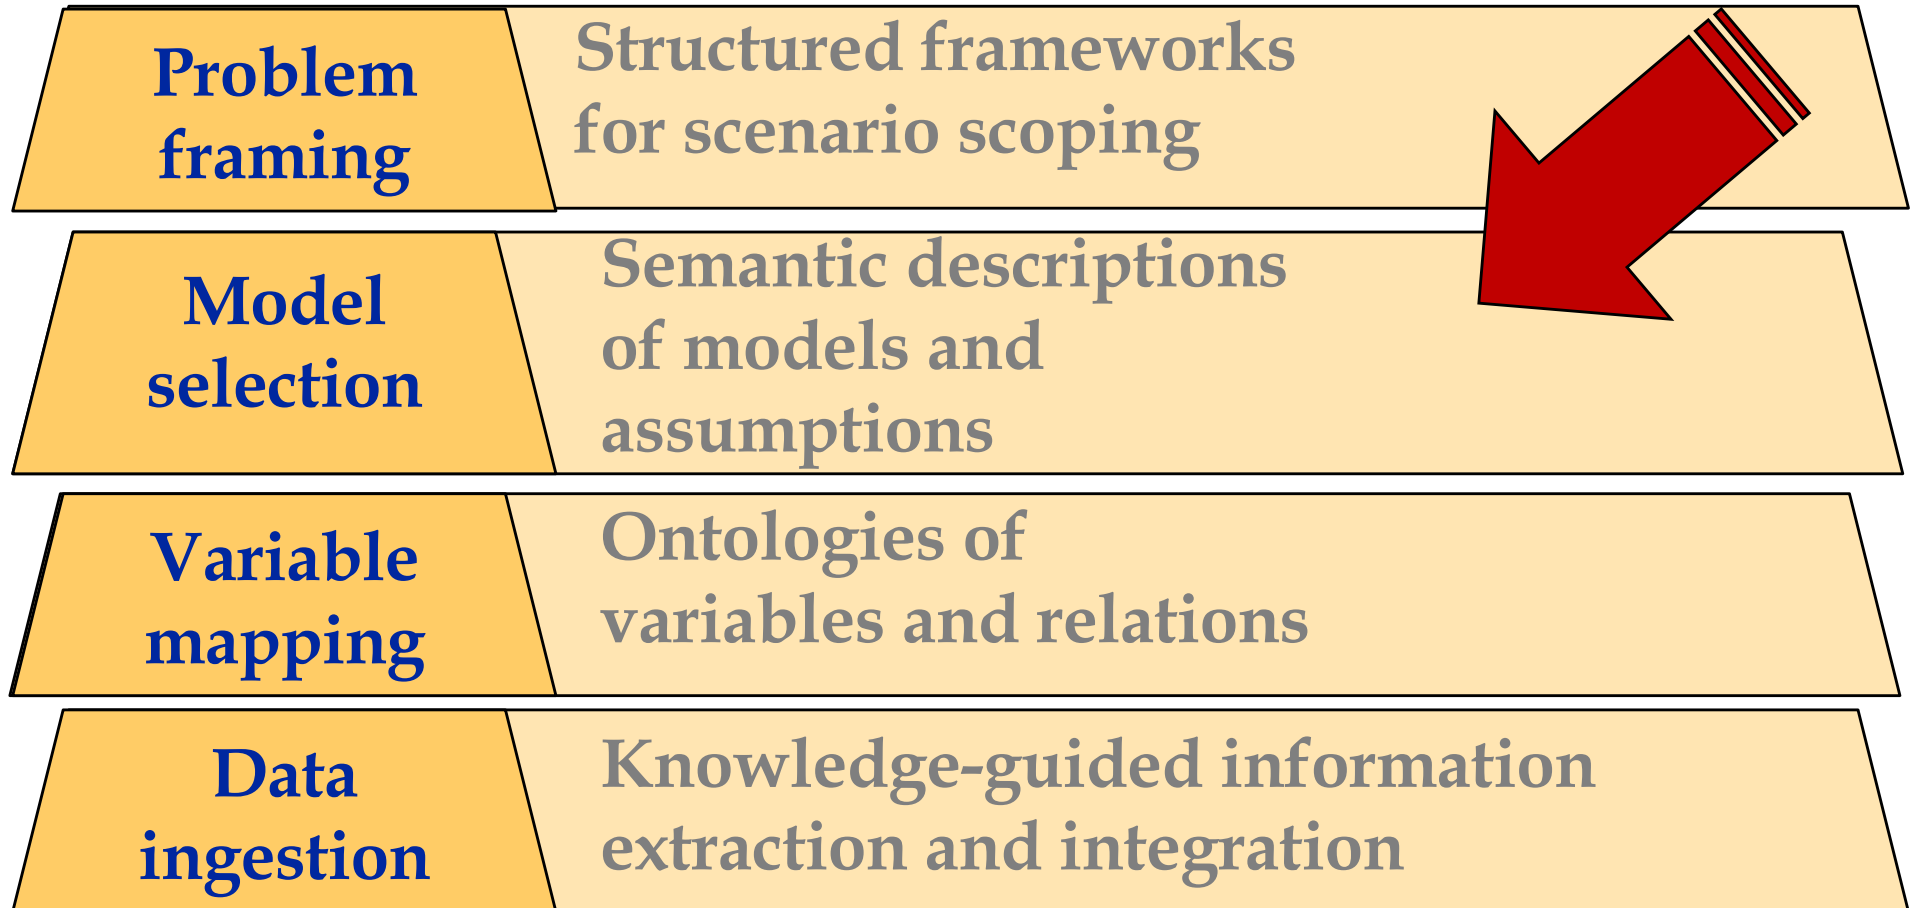 Problem
framing
Structured frameworks
for scenario scoping
Model
selection
Semantic descriptions
of models and
assumptions
Variable
mapping
Ontologies of
variables and relations
Data
ingestion
Knowledge-guided information
extraction and integration